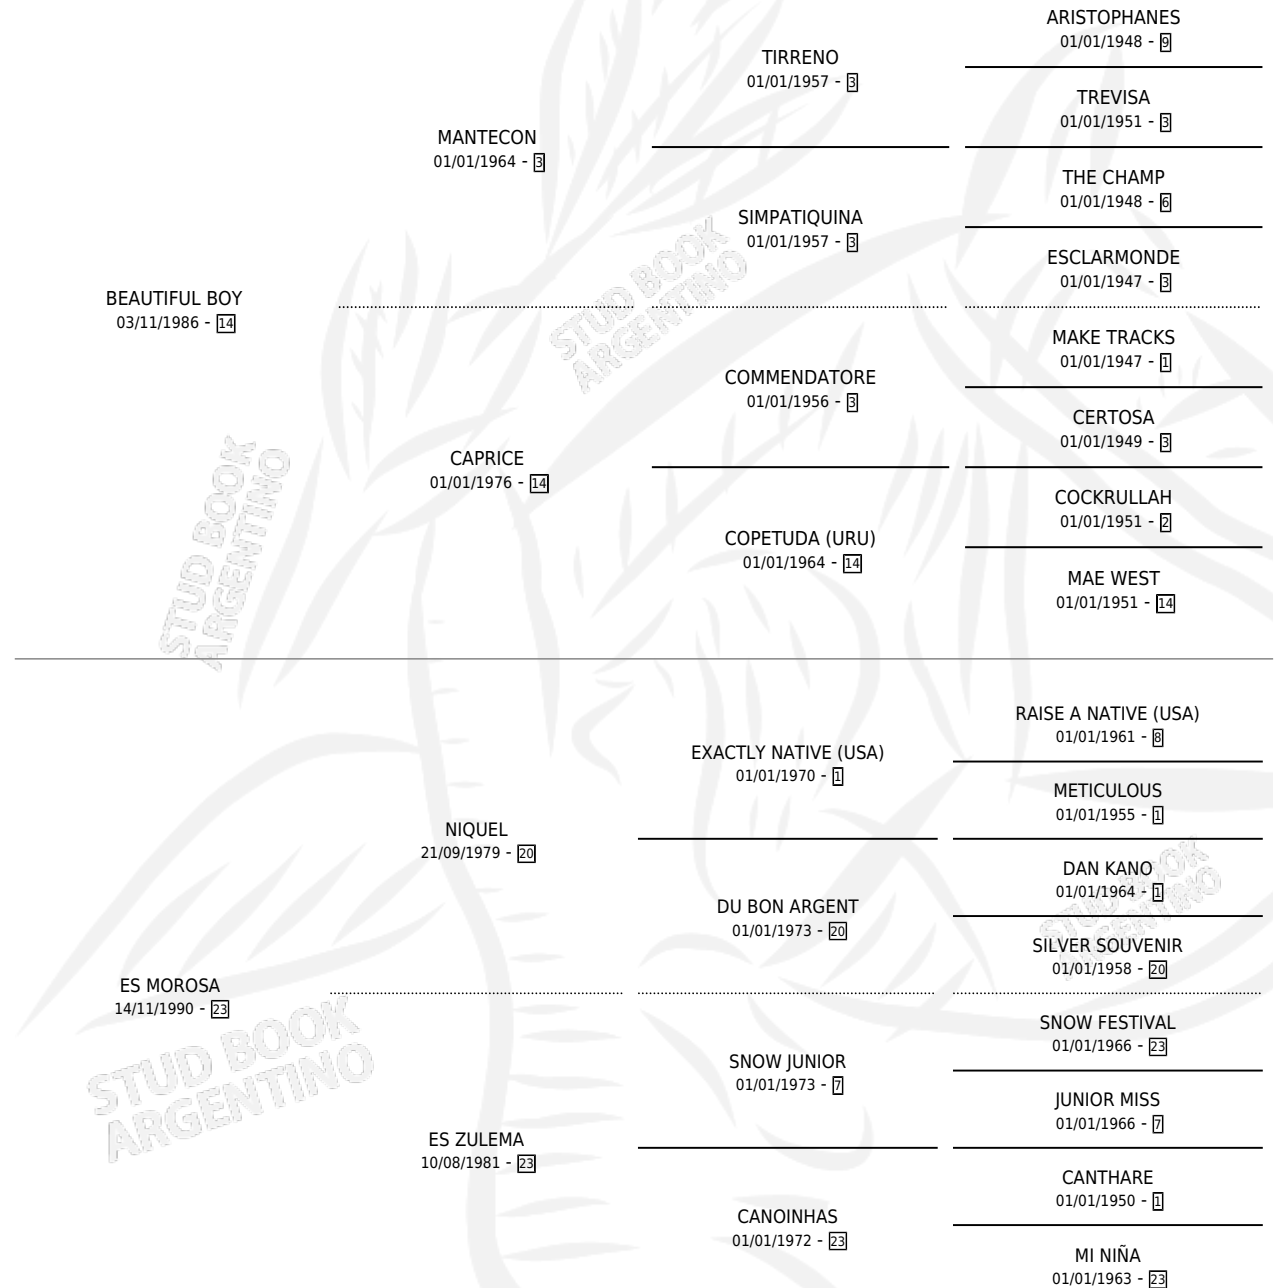 ARISTOPHANES
01/01/1948 - 9
TIRRENO
01/01/1957 - 3
TREVISA
01/01/1951 - 3
MANTECON
01/01/1964 - 3
THE CHAMP
01/01/1948 - 6
SIMPATIQUINA
01/01/1957 - 3
ESCLARMONDE
01/01/1947 - 3
BEAUTIFUL BOY
03/11/1986 - 14
MAKE TRACKS
01/01/1947 - 1
COMMENDATORE
01/01/1956 - 3
CERTOSA
01/01/1949 - 3
CAPRICE
01/01/1976 - 14
COCKRULLAH
01/01/1951 - 2
COPETUDA (URU)
01/01/1964 - 14
MAE WEST
01/01/1951 - 14
STUD BOOK
ARGENTINO
STUD BOOK
ARGENTINO
RAISE A NATIVE (USA)
01/01/1961 - 8
EXACTLY NATIVE (USA)
01/01/1970 - 1
METICULOUS
01/01/1955 - 1
NIQUEL
21/09/1979 - 20
DAN KANO
01/01/1964 - 1
DU BON ARGENT
01/01/1973 - 20
SILVER SOUVENIR
01/01/1958 - 20
ES MOROSA
14/11/1990 - 23
SNOW FESTIVAL
01/01/1966 - 23
SNOW JUNIOR
01/01/1973 - 7
JUNIOR MISS
01/01/1966 - 7
ES ZULEMA
10/08/1981 - 23
CANTHARE
01/01/1950 - 1
CANOINHAS
01/01/1972 - 23
MI NIÑA
01/01/1963 - 23
STUD BOOK
ARGENTINO
STUD BOOK
ARGENTINO